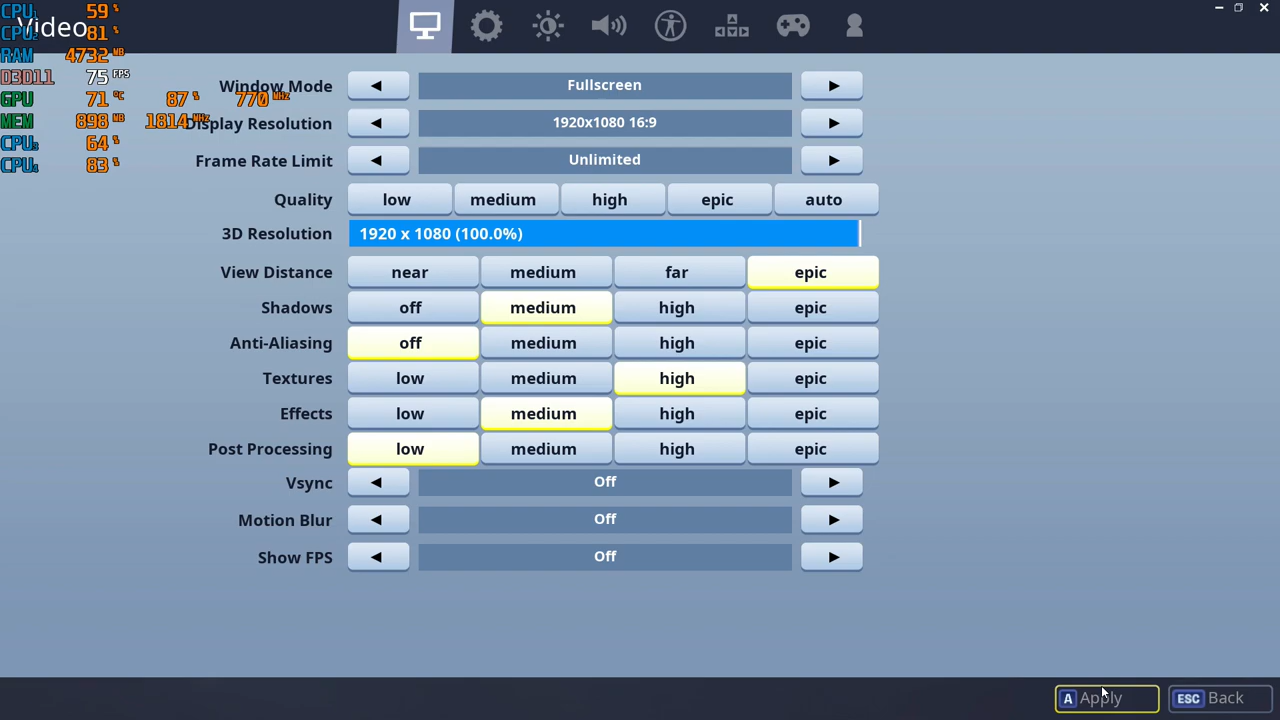 CPU1 59 %
Video
CPU2 81 %
RAM 4732 MB
D3D11 75 FPS
GPU 71 °C 87 % 770 MHz
MEM 898 MB 1814 MHz
CPU3 64 %
CPU4 83 %
Window Mode ◀ Fullscreen ▶
Display Resolution ◀ 1920x1080 16:9 ▶
Frame Rate Limit ◀ Unlimited ▶
Quality low medium high epic auto
3D Resolution 1920 x 1080 (100.0%)
View Distance near medium far epic
Shadows off medium high epic
Anti-Aliasing off medium high epic
Textures low medium high epic
Effects low medium high epic
Post Processing low medium high epic
Vsync ◀ Off ▶
Motion Blur ◀ Off ▶
Show FPS ◀ Off ▶
A Apply ESC Back